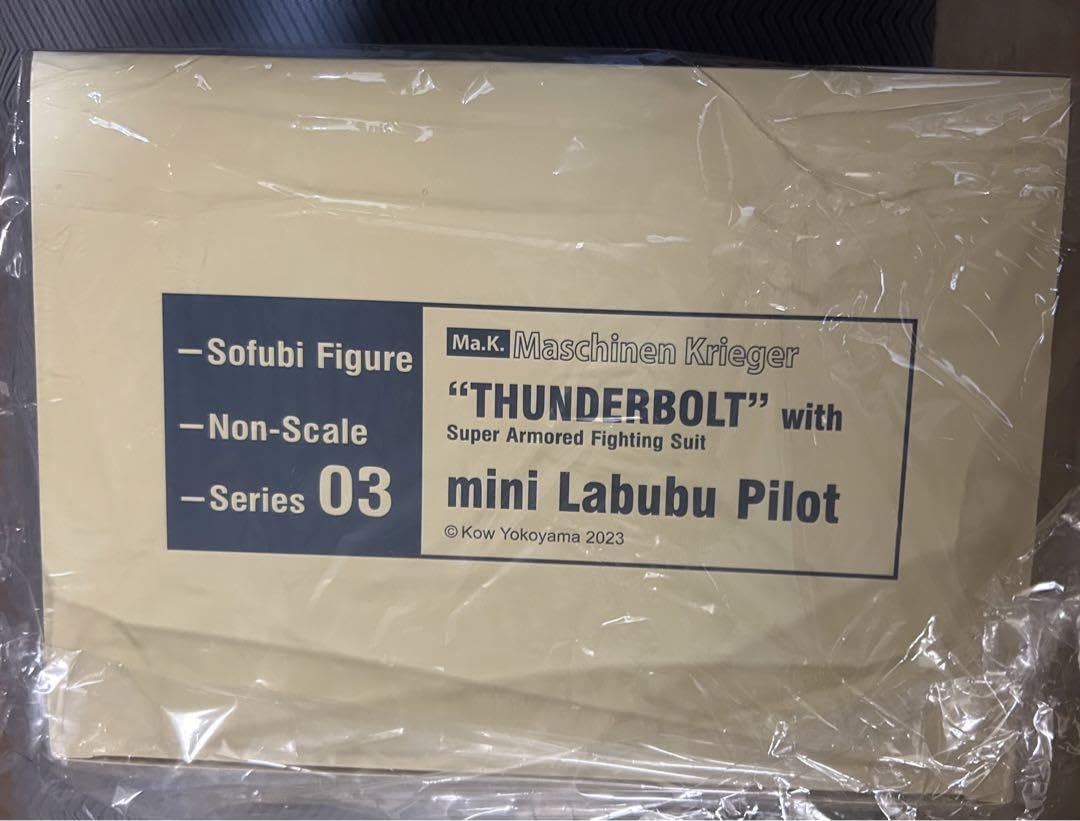 –Sofubi Figure
–Non-Scale
–Series 03
Ma.K. Maschinen Krieger
“THUNDERBOLT” with
Super Armored Fighting Suit
mini Labubu Pilot
© Kow Yokoyama 2023